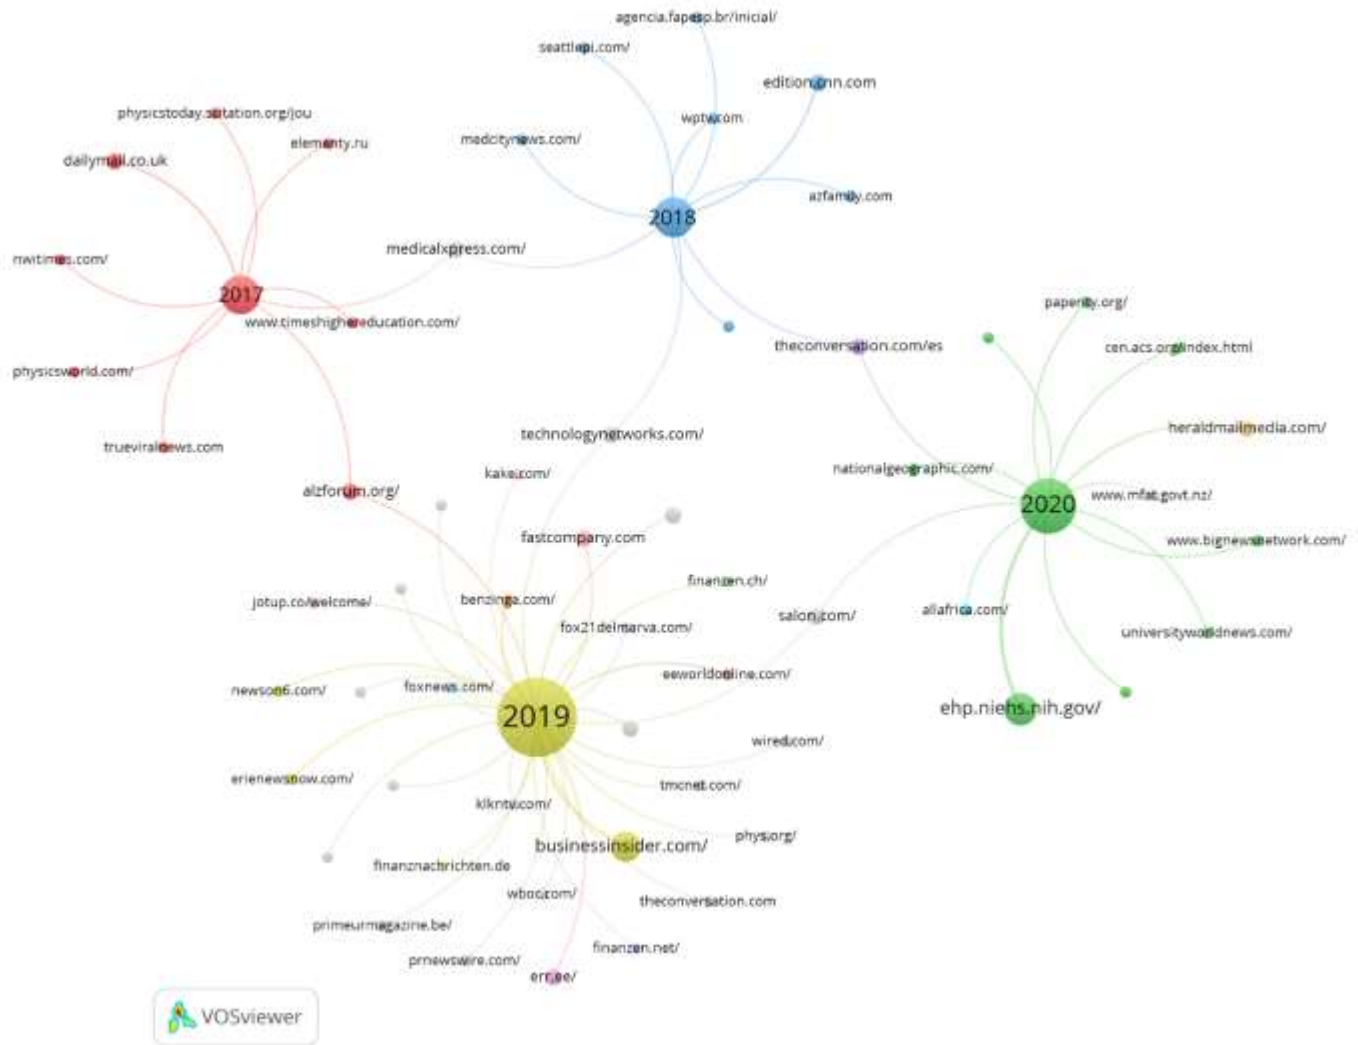 agencia.fapesp.br/inicial/
seattlepi.com/
edition.cnn.com
physicstoday.scitation.org/jou
wptv.com
elementy.ru
medcitynews.com/
dailymail.co.uk
azfamily.com
2018
medicalxpress.com/
nwitimes.com/
2017
paperity.org/
www.timeshighereducation.com/
theconversation.com/es
cen.acs.org/index.html
physicsworld.com/
heraldmailmedia.com/
technologynetworks.com/
trueviralnews.com
nationalgeographic.com/
kake.com/
alzforum.org/
www.mfat.govt.nz/
2020
fastcompany.com
www.bignewsnetwork.com/
finanzen.ch/
jotup.co/welcome/
benzinga.com/
allafrica.com/
salon.com/
fox21delmarva.com/
universityworldnews.com/
eeworldonline.com/
newson6.com/
foxnews.com/
ehp.niehs.nih.gov/
2019
wired.com/
erienewsnow.com/
tmcnet.com/
klkntv.com/
phys.org/
businessinsider.com/
finanznachrichten.de
wboc.com/
theconversation.com
primeurmagazine.be/
finanzen.net/
prnewswire.com/
err.ee/
VOSviewer